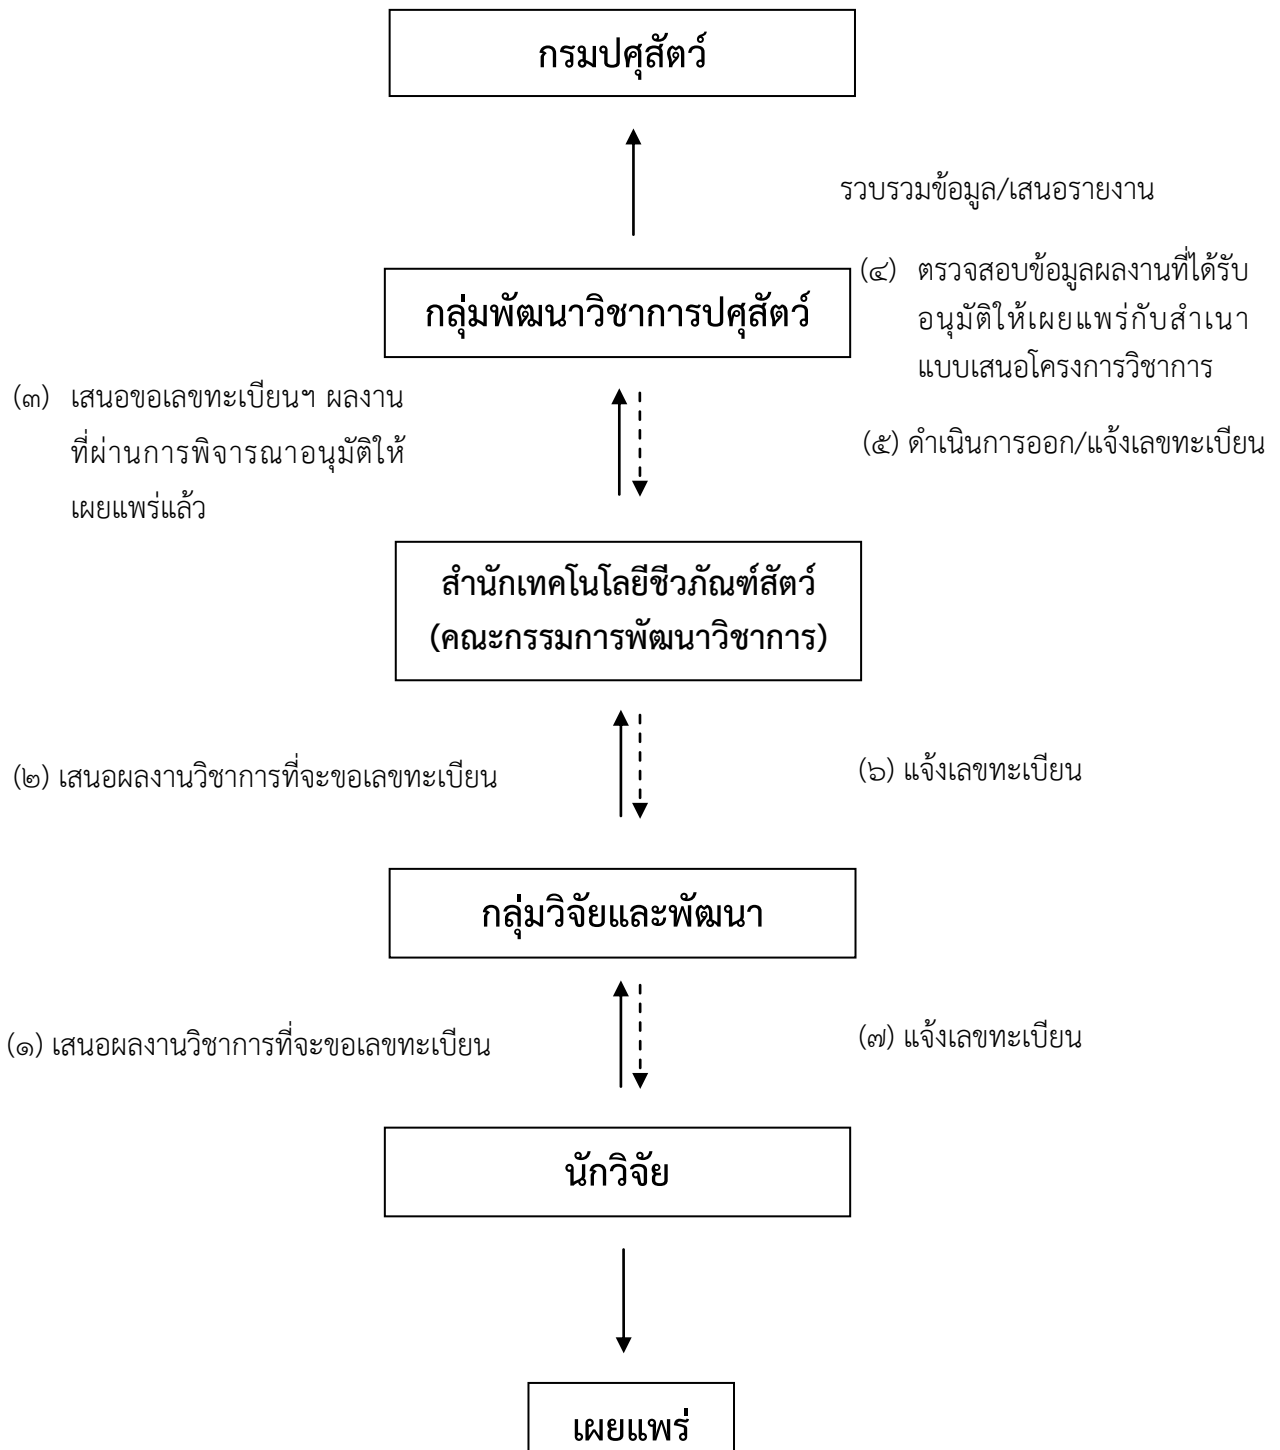 กรมปศุสัตว์
รวบรวมข้อมูล/เสนอรายงาน
กลุ่มพัฒนาวิชาการปศุสัตว์
(๔) ตรวจสอบข้อมูลผลงานที่ได้รับ
อนุมัติให้เผยแพร่กับสำเนา
แบบเสนอโครงการวิชาการ
(๓) เสนอขอเลขทะเบียนฯ ผลงาน
ที่ผ่านการพิจารณาอนุมัติให้
เผยแพร่แล้ว
(๕) ดำเนินการออก/แจ้งเลขทะเบียน
สำนักเทคโนโลยีชีวภัณฑ์สัตว์
(คณะกรรมการพัฒนาวิชาการ)
(๒) เสนอผลงานวิชาการที่จะขอเลขทะเบียน
(๖) แจ้งเลขทะเบียน
กลุ่มวิจัยและพัฒนา
(๑) เสนอผลงานวิชาการที่จะขอเลขทะเบียน
(๗) แจ้งเลขทะเบียน
นักวิจัย
เผยแพร่